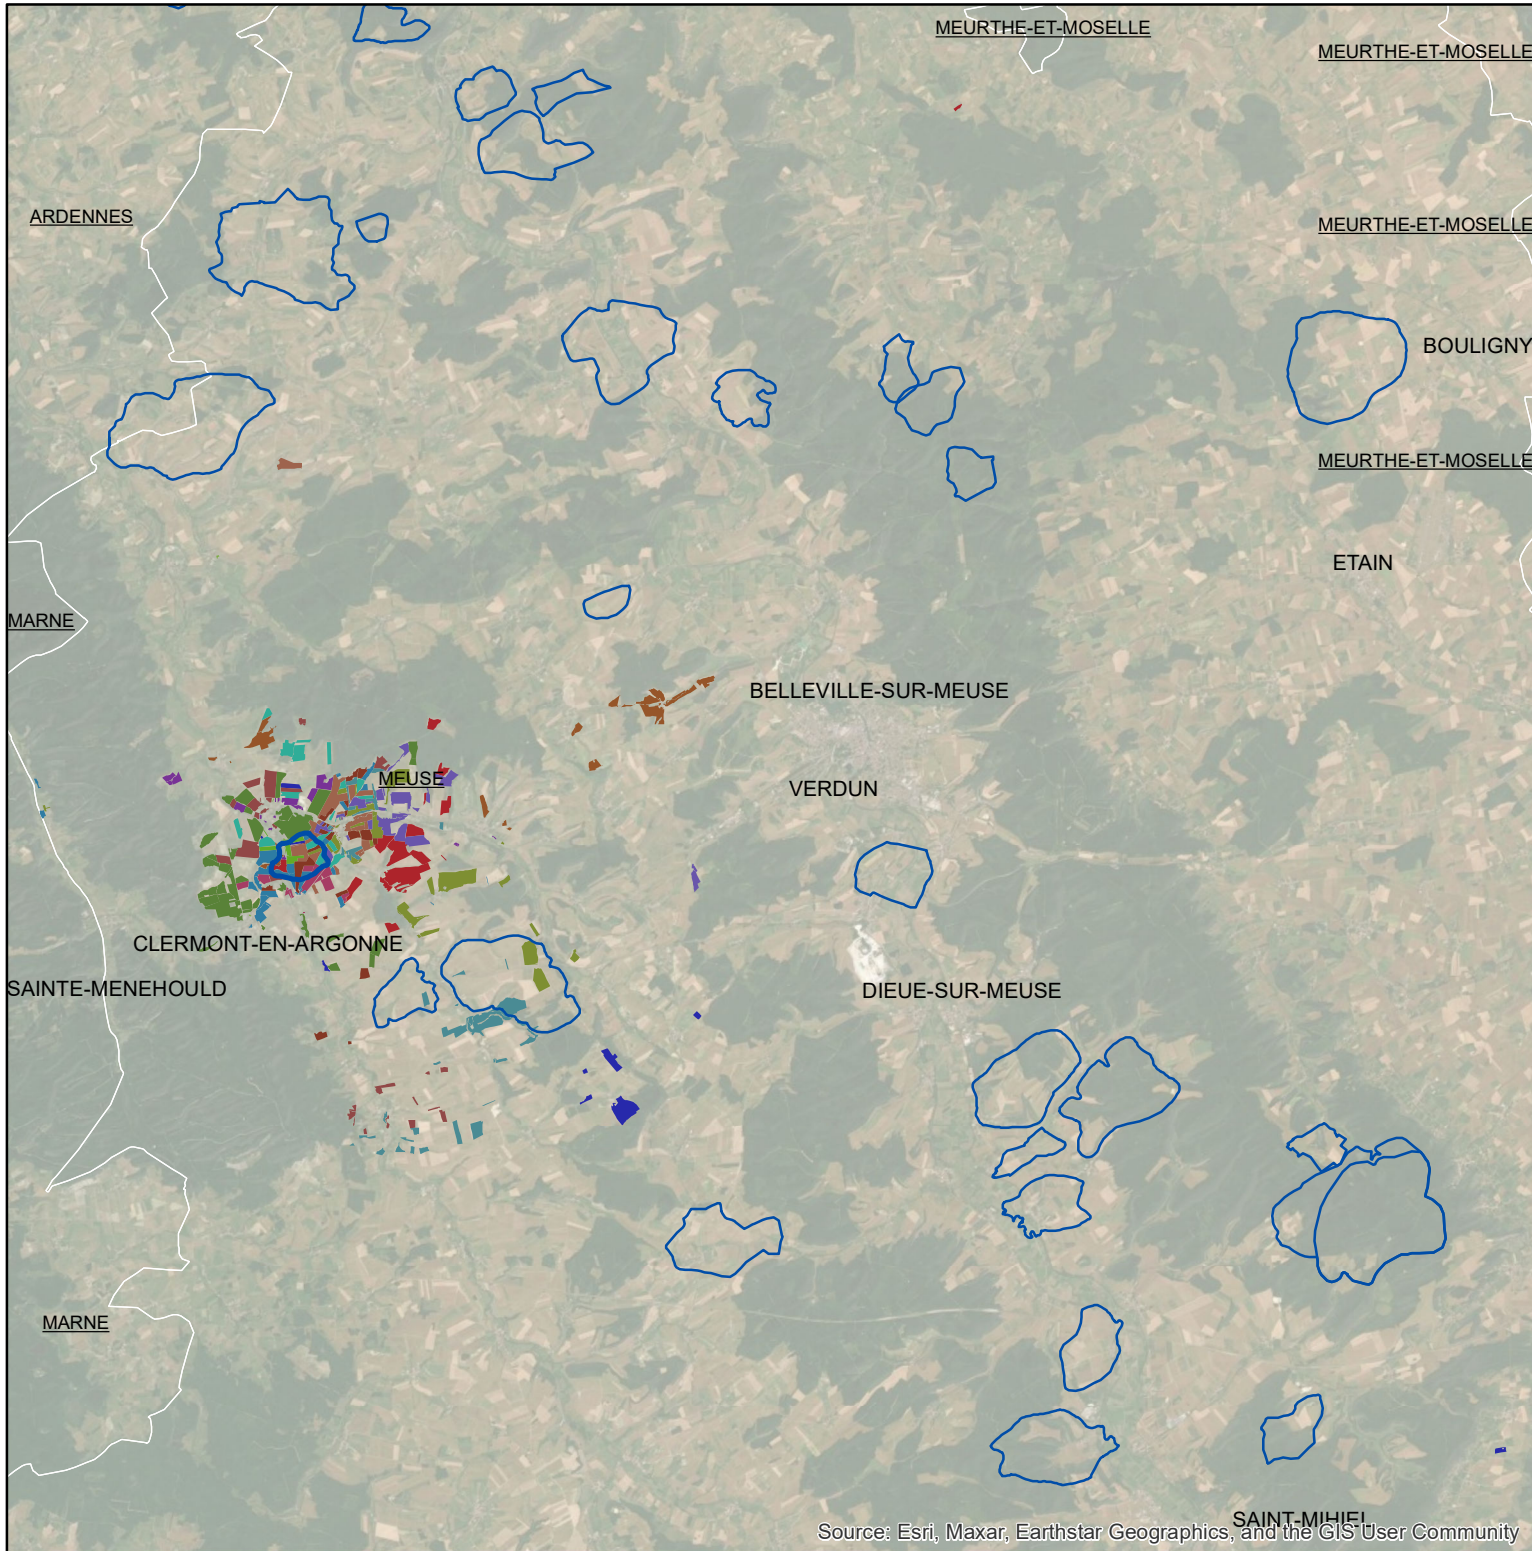 MEURTHE-ET-MOSELLE
MEURTHE-ET-MOSELLE
ARDENNES
MEURTHE-ET-MOSELLE
BOULIGNY
MEURTHE-ET-MOSELLE
ETAIN
MARNE
BELLEVILLE-SUR-MEUSE
MEUSE
VERDUN
CLERMONT-EN-ARGONNE
SAINTE-MENEHOULD
DIEUE-SUR-MEUSE
MARNE
SAINT-MIHIEL
Source: Esri, Maxar, Earthstar Geographics, and the GIS User Community